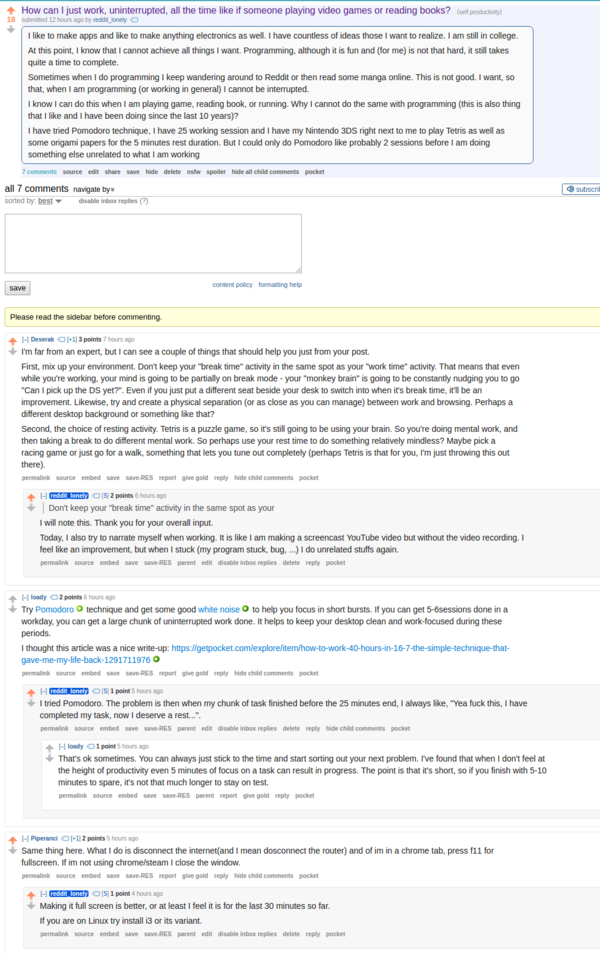 How can I just work, uninterrupted, all the time like if someone playing video games or reading books? (self.productivity)
18
submitted 12 hours ago by reddit_lonely
I like to make apps and like to make anything electronics as well. I have countless of ideas those I want to realize. I am still in college.
At this point, I know that I cannot achieve all things I want. Programming, although it is fun and (for me) is not that hard, it still takes
quite a time to complete.
Sometimes when I do programming I keep wandering around to Reddit or then read some manga online. This is not good. I want, so
that, when I am programming (or working in general) I cannot be interrupted.
I know I can do this when I am playing game, reading book, or running. Why I cannot do the same with programming (this is also thing
that I like and I have been doing since the last 10 years)?
I have tried Pomodoro technique, I have 25 working session and I have my Nintendo 3DS right next to me to play Tetris as well as
some origami papers for the 5 minutes rest duration. But I could only do Pomodoro like probably 2 sessions before I am doing
something else unrelated to what I am working
7 comments source edit share save hide delete nsfw spoiler hide all child comments pocket
all 7 comments navigate by
subscrib
sorted by: best disable inbox replies (?)
save
content policy formatting help
Please read the sidebar before commenting.
[–] Deserak [+1] 3 points 7 hours ago
I'm far from an expert, but I can see a couple of things that should help you just from your post.
First, mix up your environment. Don't keep your "break time" activity in the same spot as your "work time" activity. That means that even
while you're working, your mind is going to be partially on break mode - your "monkey brain" is going to be constantly nudging you to go
"Can I pick up the DS yet?". Even if you just put a different seat beside your desk to switch into when it's break time, it'll be an
improvement. Likewise, try and create a physical separation (or as close as you can manage) between work and browsing. Perhaps a
different desktop background or something like that?
Second, the choice of resting activity. Tetris is a puzzle game, so it's still going to be using your brain. So you're doing mental work, and
then taking a break to do different mental work. So perhaps use your rest time to do something relatively mindless? Maybe pick a
racing game or just go for a walk, something that lets you tune out completely (perhaps Tetris is that for you, I'm just throwing this out
there).
permalink source embed save save-RES report give gold reply hide child comments pocket
[–] reddit_lonely [S] 2 points 6 hours ago
Don't keep your "break time" activity in the same spot as your
I will note this. Thank you for your overall input.
Today, I also try to narrate myself when working. It is like I am making a screencast YouTube video but without the video recording. I
feel like an improvement, but when I stuck (my program stuck, bug, ...) I do unrelated stuffs again.
permalink source embed save save-RES parent edit disable inbox replies delete reply pocket
[–] loady 2 points 6 hours ago
Try Pomodoro technique and get some good white noise to help you focus in short bursts. If you can get 5-6sessions done in a
workday, you can get a large chunk of uninterrupted work done. It helps to keep your desktop clean and work-focused during these
periods.
I thought this article was a nice write-up: https://getpocket.com/explore/item/how-to-work-40-hours-in-16-7-the-simple-technique-that-
gave-me-my-life-back-1291711976
permalink source embed save save-RES report give gold reply hide child comments pocket
[–] reddit_lonely [S] 1 point 5 hours ago
I tried Pomodoro. The problem is then when my chunk of task finished before the 25 minutes end, I always like, "Yea fuck this, I have
completed my task, now I deserve a rest...".
permalink source embed save save-RES parent edit disable inbox replies delete reply hide child comments pocket
[–] loady 1 point 5 hours ago
That's ok sometimes. You can always just stick to the time and start sorting out your next problem. I've found that when I don't feel at
the height of productivity even 5 minutes of focus on a task can result in progress. The point is that it's short, so if you finish with 5-10
minutes to spare, it's not that much longer to stay on test.
permalink source embed save save-RES parent report give gold reply pocket
[–] Piperanci [+1] 2 points 5 hours ago
Same thing here. What I do is disconnect the internet(and I mean dosconnect the router) and of im in a chrome tab, press f11 for
fullscreen. If im not using chrome/steam I close the window.
permalink source embed save save-RES report give gold reply hide child comments pocket
[–] reddit_lonely [S] 1 point 4 hours ago
Making it full screen is better, or at least I feel it is for the last 30 minutes so far.
If you are on Linux try install i3 or its variant.
permalink source embed save save-RES parent edit disable inbox replies delete reply pocket